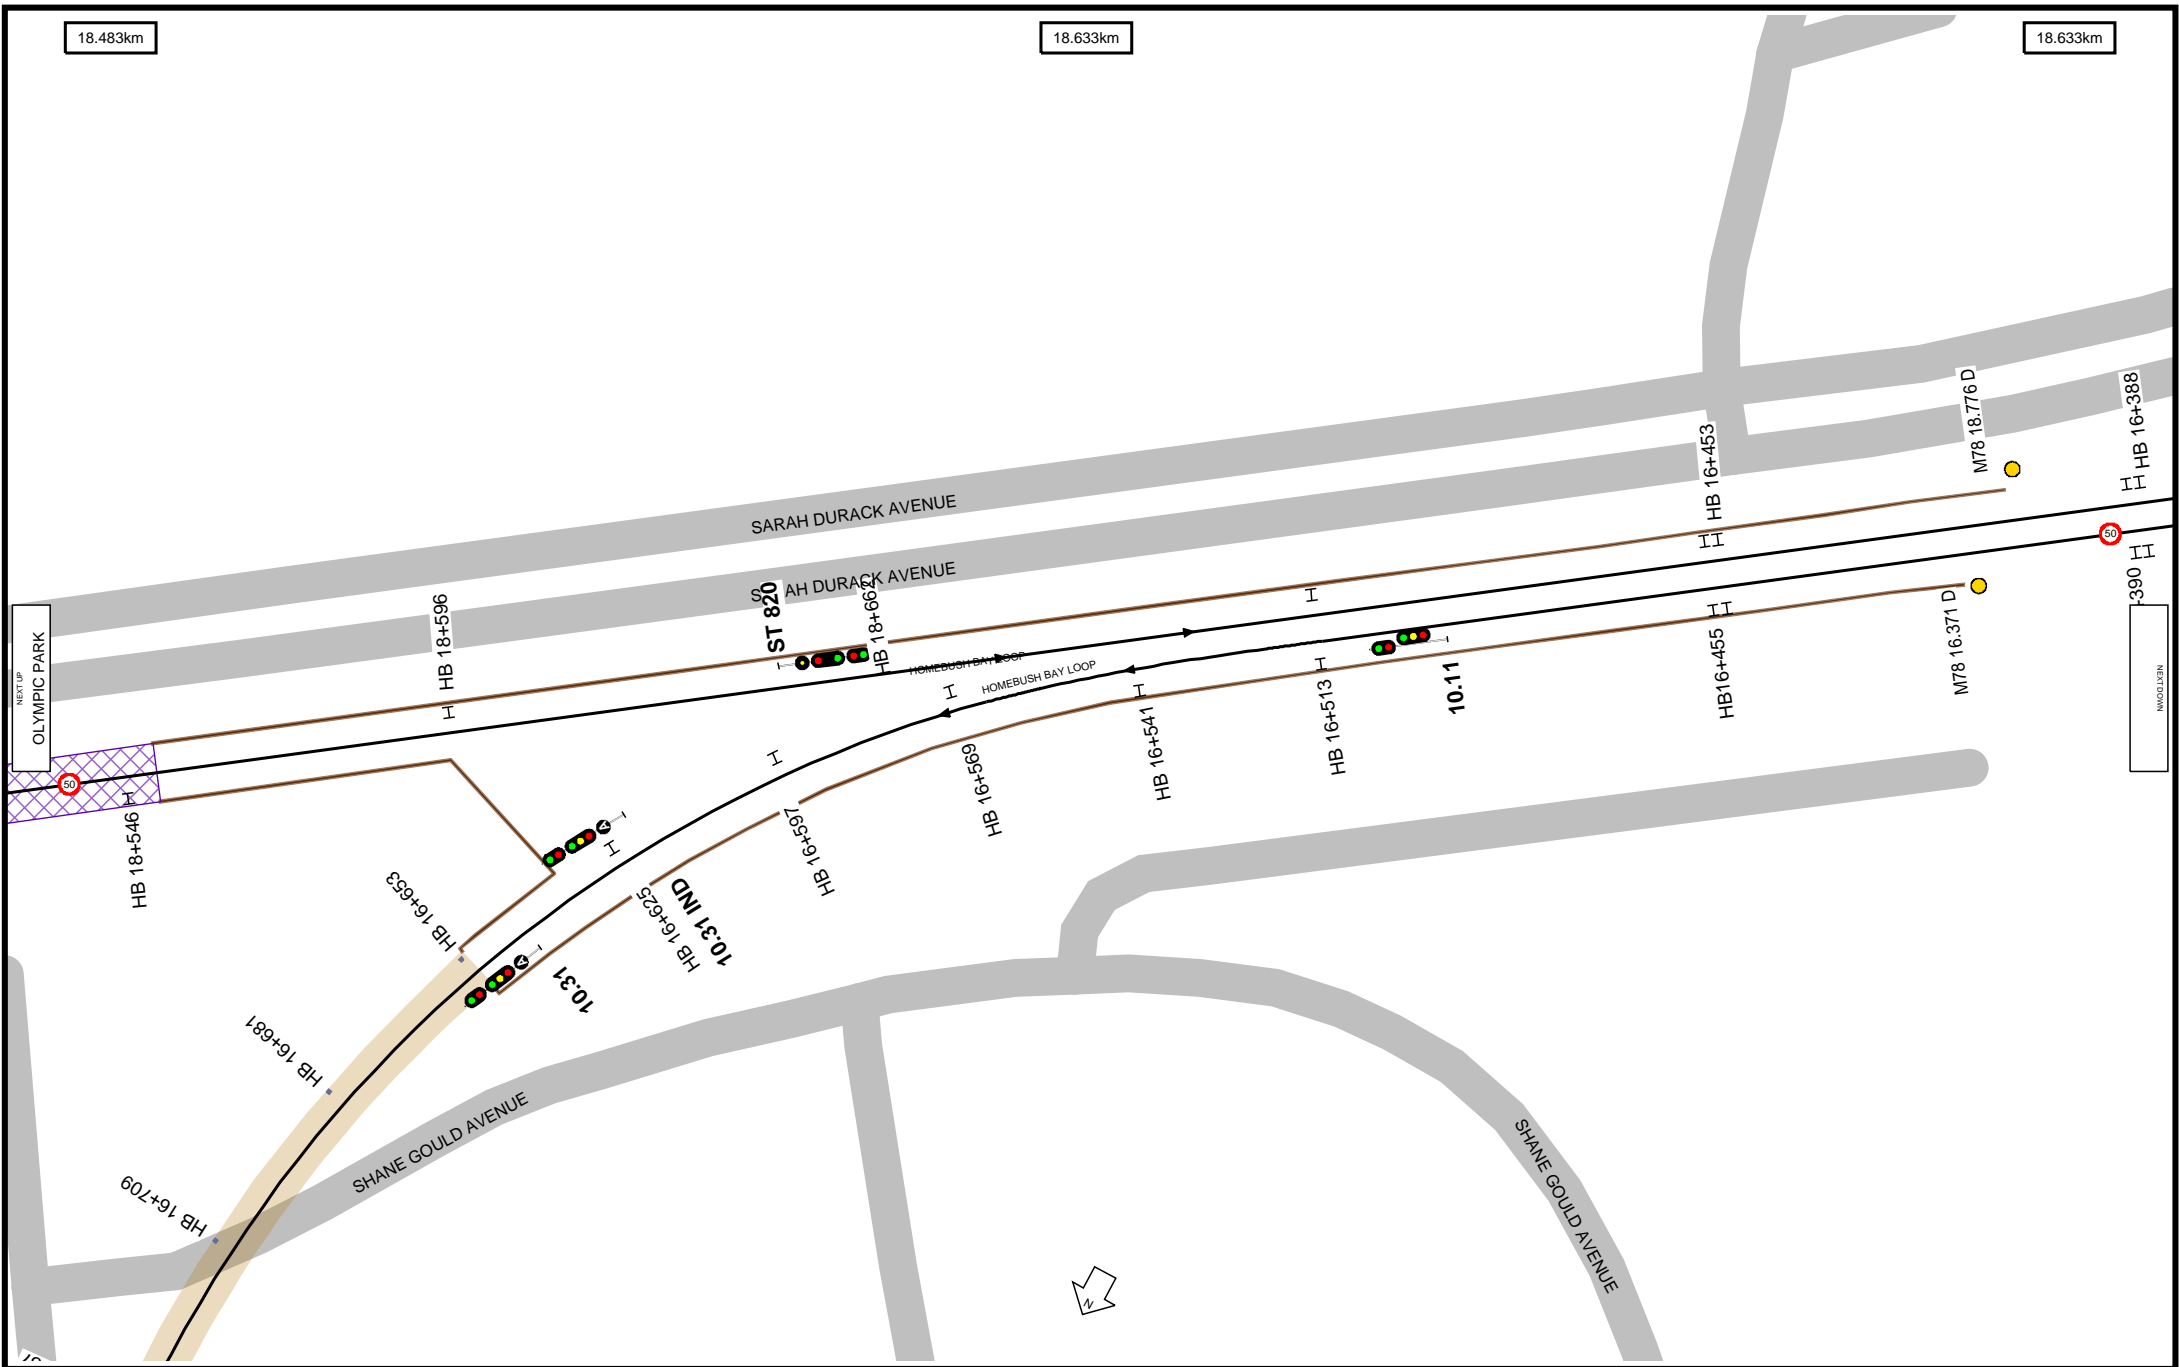 18.483km
18.633km
18.633km
M78 18.776 D
HB 16+388
HB 16+453
SARAH DURACK AVENUE
AH DURACK AVENUE
ST 820
HB 18+662
HB 18+596
NEXT UP
OLYMPIC PARK
50
50
HOMEBUSH BAY LOOP
HOMEBUSH BAY LOOP
10.11
HB 18+546
HB 16+569
HB 16+541
HB 16+513
HB16+455
M78 16.371 D
+390
NEXT DOWN
HB 16+597
HB 16+625
10.31 IND
A
HB 16+653
A
10.31
HB 16+681
HB 16+709
SHANE GOULD AVENUE
SHANE GOULD AVENUE
N